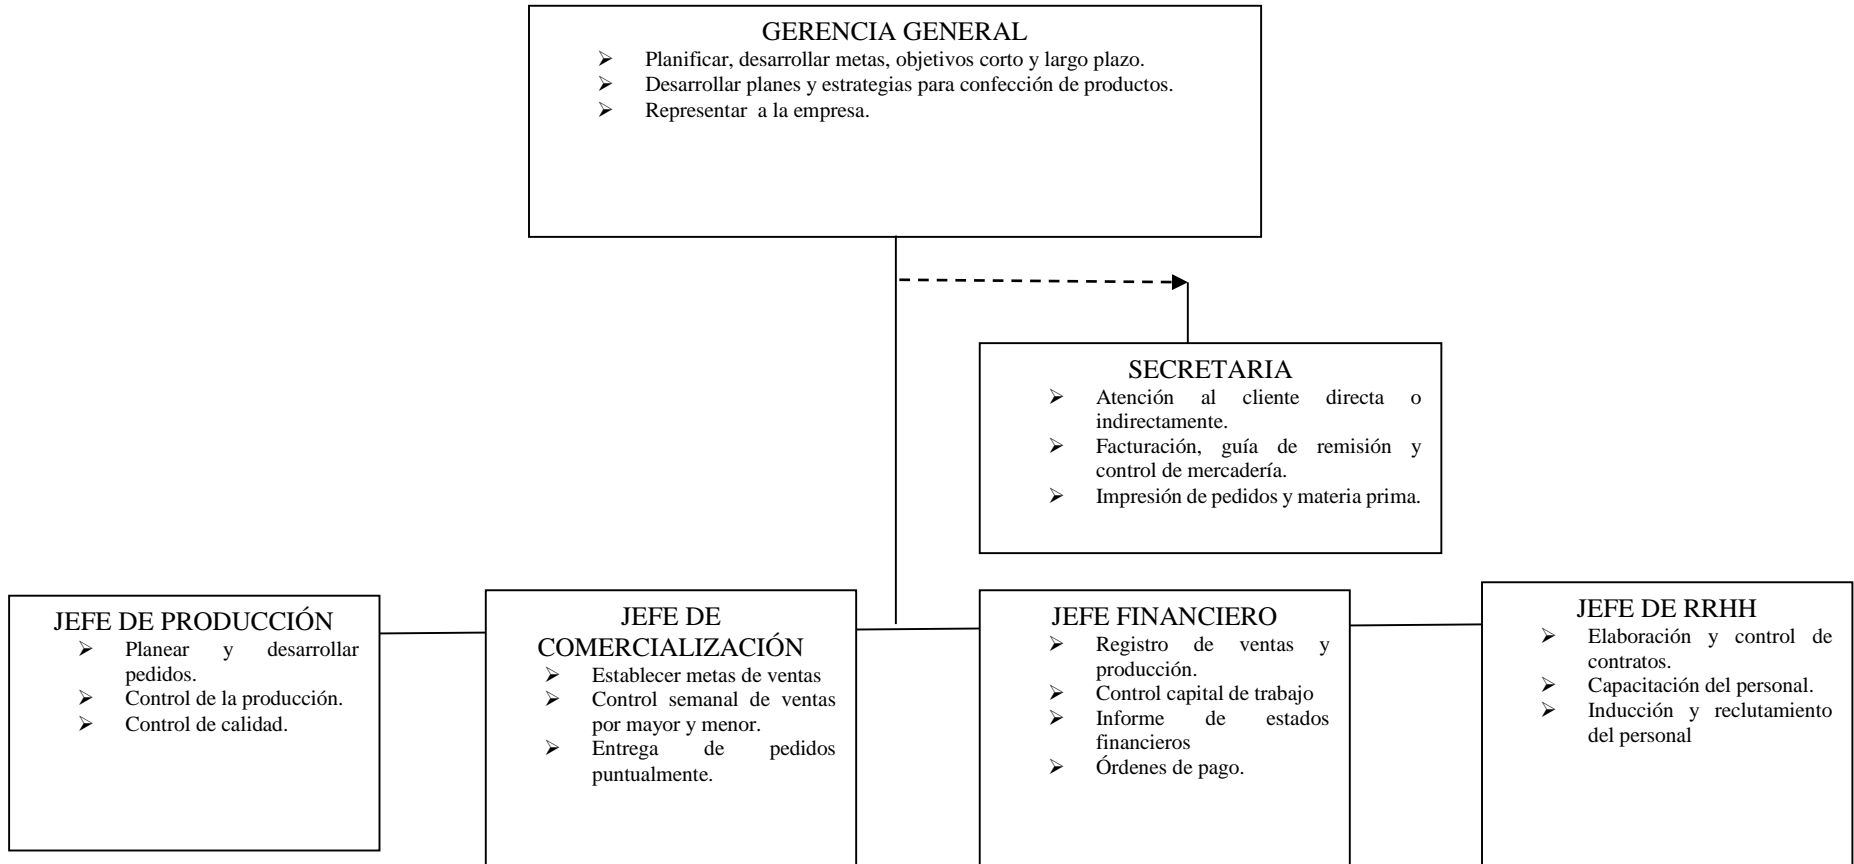 GERENCIA GENERAL
➢ Planificar, desarrollar metas, objetivos corto y largo plazo.
➢ Desarrollar planes y estrategias para confección de productos.
➢ Representar a la empresa.
SECRETARIA
➢ Atención al cliente directa o
indirectamente.
➢ Facturación, guía de remisión y
control de mercadería.
➢ Impresión de pedidos y materia prima.
JEFE DE PRODUCCIÓN
➢ Planear y desarrollar
pedidos.
➢ Control de la producción.
➢ Control de calidad.
JEFE DE
COMERCIALIZACIÓN
➢ Establecer metas de ventas
➢ Control semanal de ventas
por mayor y menor.
➢ Entrega de pedidos
puntualmente.
JEFE FINANCIERO
➢ Registro de ventas y
producción.
➢ Control capital de trabajo
➢ Informe de estados
financieros
➢ Órdenes de pago.
JEFE DE RRHH
➢ Elaboración y control de
contratos.
➢ Capacitación del personal.
➢ Inducción y reclutamiento
del personal